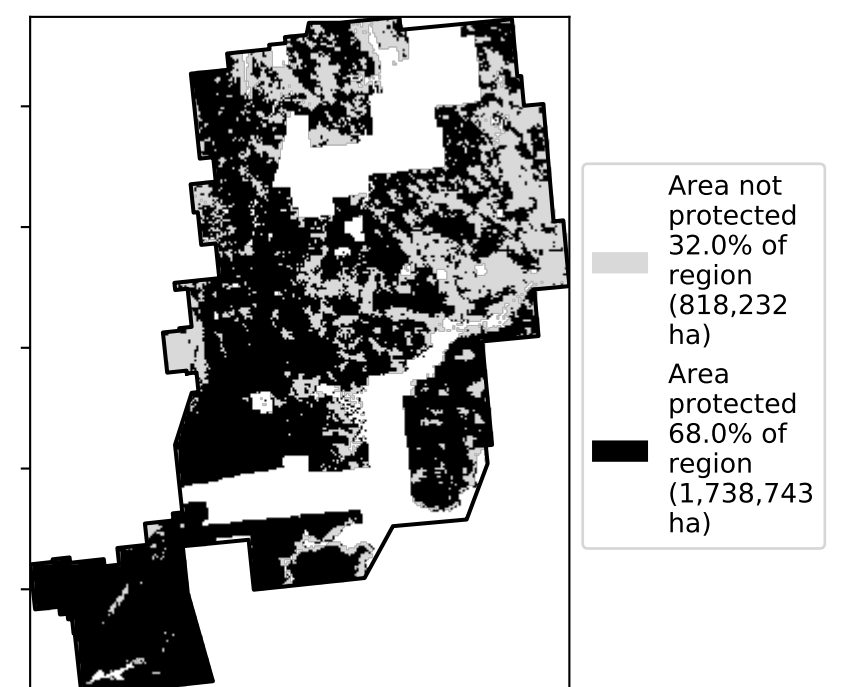 Area not
protected
32.0% of
region
(818,232
ha)
Area
protected
68.0% of
region
(1,738,743
ha)